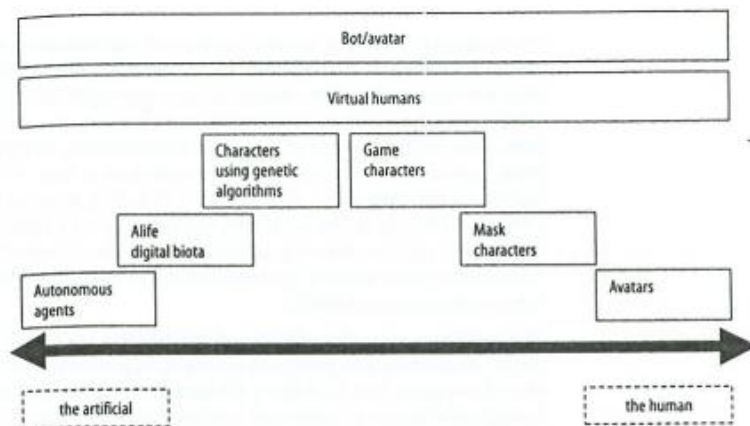 Bot/avatar
Virtual humans
Characters
using genetic
algorithms
Game
characters
Alife
digital biota
Mask
characters
Autonomous
agents
Avatars
the artificial
the human